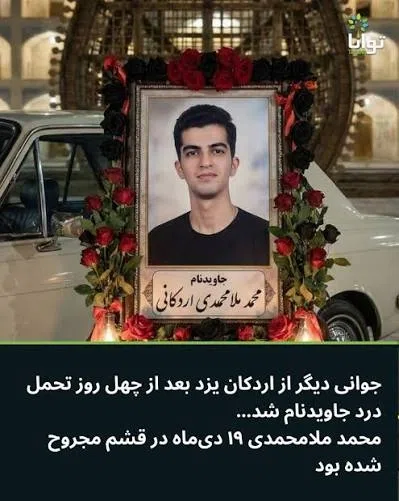 توانا
جاویدنام
محمد ملامحمدی اردکانی
جوانی دیگر از اردکان یزد بعد از چهل روز تحمل
درد جاویدنام شد...
محمد ملامحمدی ۱۹ دی‌ماه در قشم مجروح
شده بود